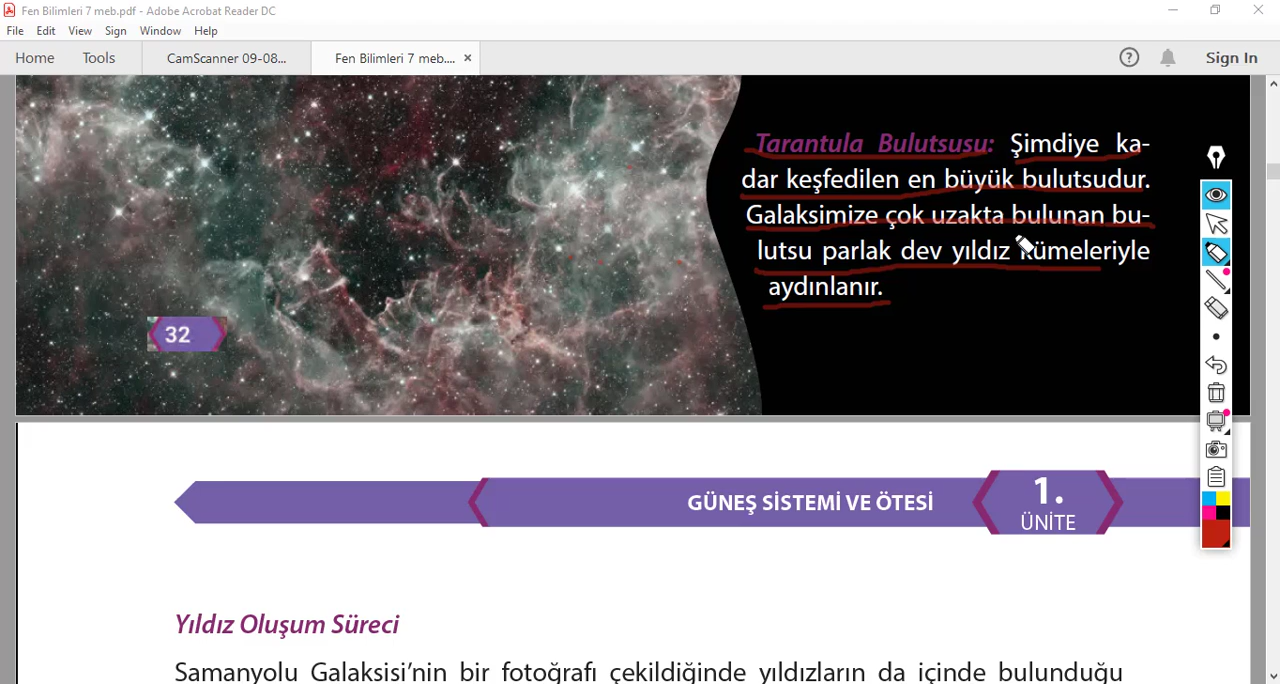 Fen Bilimleri 7 meb.pdf - Adobe Acrobat Reader DC
File Edit View Sign Window Help
Home Tools CamScanner 09-08... Fen Bilimleri 7 meb.... × Sign In
Tarantula Bulutsusu: Şimdiye ka-
dar keşfedilen en büyük bulutsudur.
Galaksimize çok uzakta bulunan bu-
lutsu parlak dev yıldız kümeleriyle
aydınlanır.
32
GÜNEŞ SİSTEMİ VE ÖTESİ
1.
ÜNİTE
Yıldız Oluşum Süreci
Samanyolu Galaksisi'nin bir fotoğrafı çekildiğinde yıldızların da içinde bulunduğu